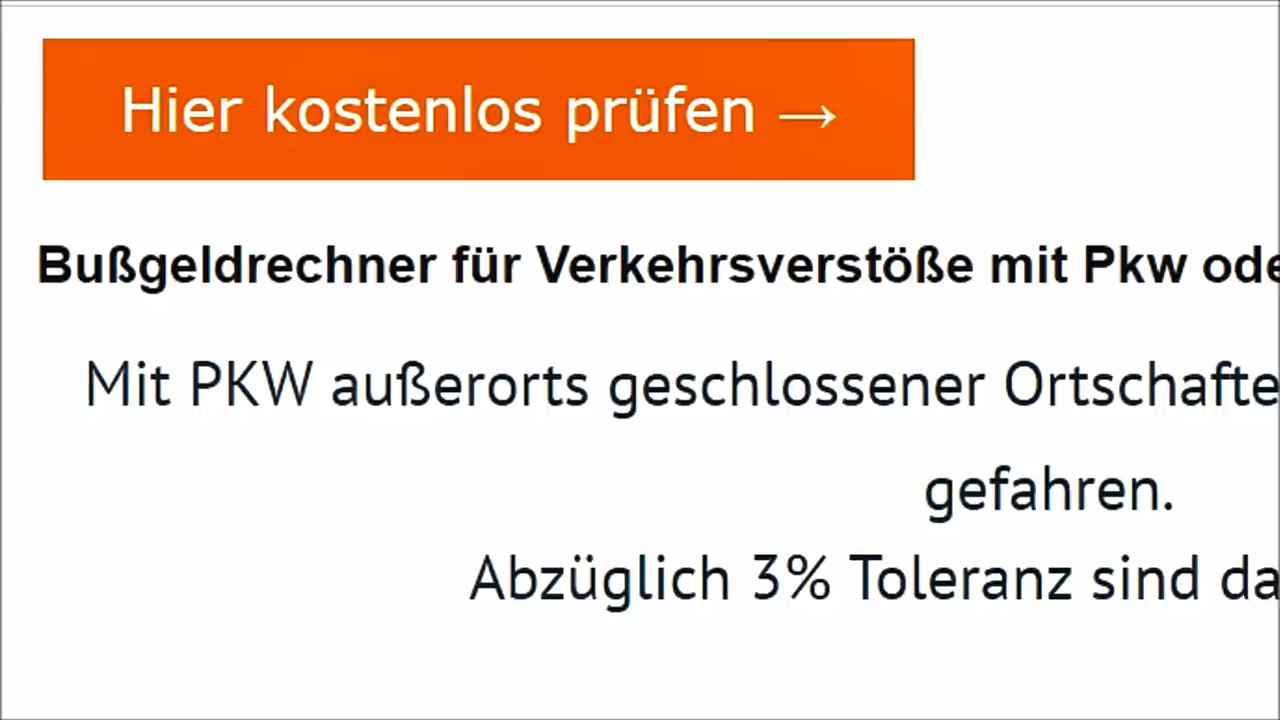 Hier kostenlos prüfen →
Bußgeldrechner für Verkehrsverstöße mit Pkw ode
Mit PKW außerorts geschlossener Ortschafte
gefahren.
Abzüglich 3% Toleranz sind da